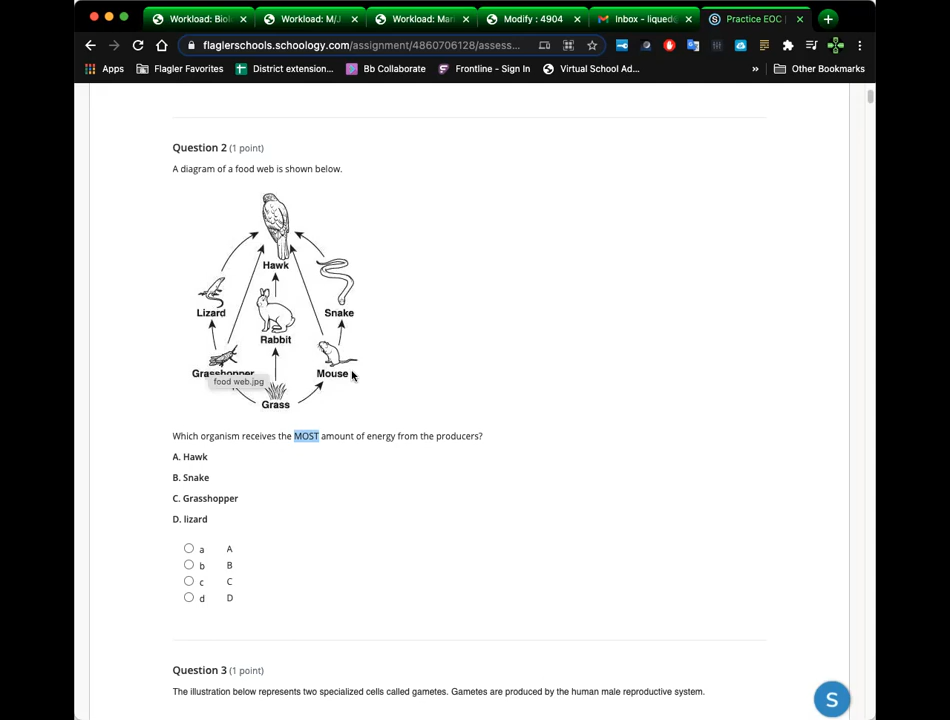 Workload: Biol
Workload: M/J
Workload: Mar
Modify : 4904
Inbox - liqued
Practice EOC |
flaglerschools.schoology.com/assignment/4860706128/assess...
Apps
Flagler Favorites
District extension...
Bb Collaborate
Frontline - Sign In
Virtual School Ad...
»
Other Bookmarks
Question 2 (1 point)
A diagram of a food web is shown below.
Hawk
Lizard
Snake
Rabbit
Grasshopper
Mouse
food web.jpg
Grass
Which organism receives the MOST amount of energy from the producers?
A. Hawk
B. Snake
C. Grasshopper
D. lizard
a A
b B
c C
d D
Question 3 (1 point)
The illustration below represents two specialized cells called gametes. Gametes are produced by the human male reproductive system.
S